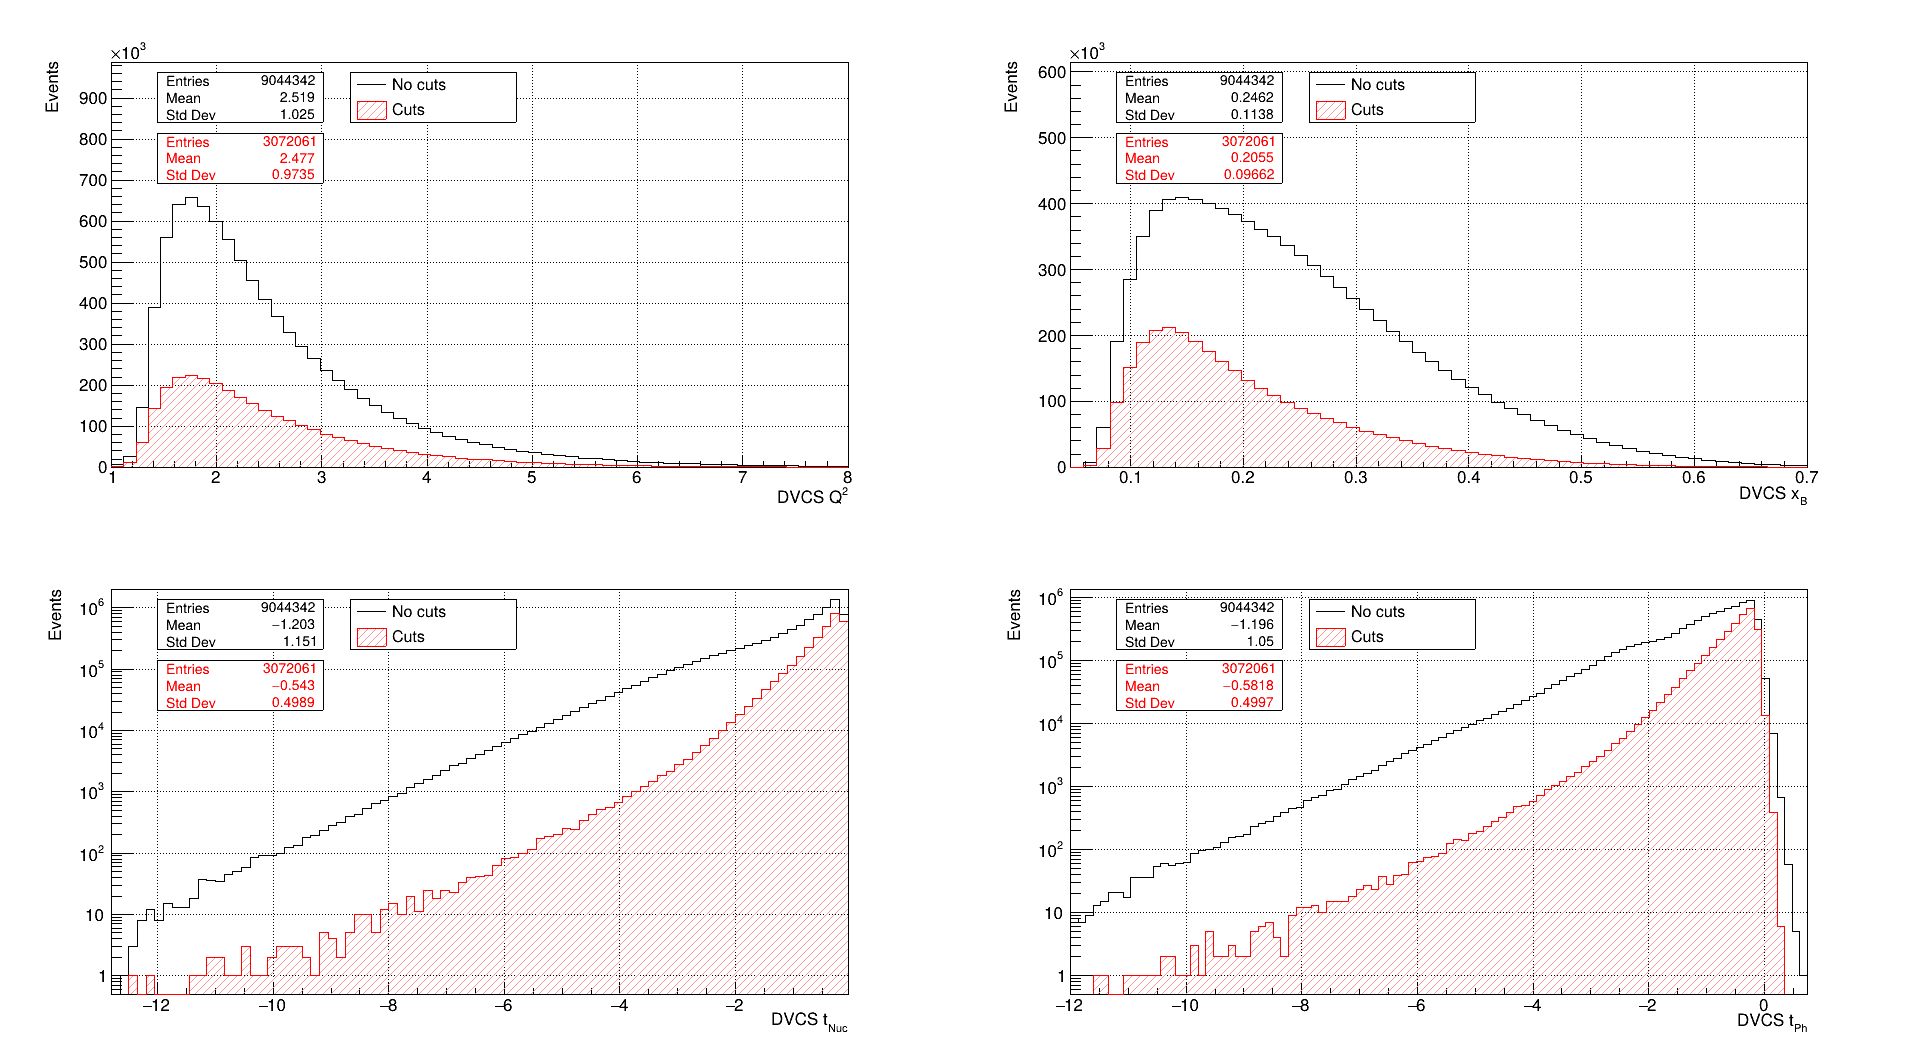 ×10³
Events
Entries 9044342
Mean 2.519
Std Dev 1.025
No cuts
Cuts
Entries 3072061
Mean 2.477
Std Dev 0.9735
900
800
700
600
500
400
300
200
100
0
1 2 3 4 5 6 7 8
DVCS Q²
×10³
Events
Entries 9044342
Mean 0.2462
Std Dev 0.1138
No cuts
Cuts
Entries 3072061
Mean 0.2055
Std Dev 0.09662
600
500
400
300
200
100
0
0.1 0.2 0.3 0.4 0.5 0.6 0.7
DVCS x_B
Events
Entries 9044342
Mean −1.203
Std Dev 1.151
No cuts
Cuts
Entries 3072061
Mean −0.543
Std Dev 0.4989
10⁶
10⁵
10⁴
10³
10²
10
1
−12 −10 −8 −6 −4 −2
DVCS t_Nuc
Events
Entries 9044342
Mean −1.196
Std Dev 1.05
No cuts
Cuts
Entries 3072061
Mean −0.5818
Std Dev 0.4997
10⁶
10⁵
10⁴
10³
10²
10
1
−12 −10 −8 −6 −4 −2 0
DVCS t_Ph